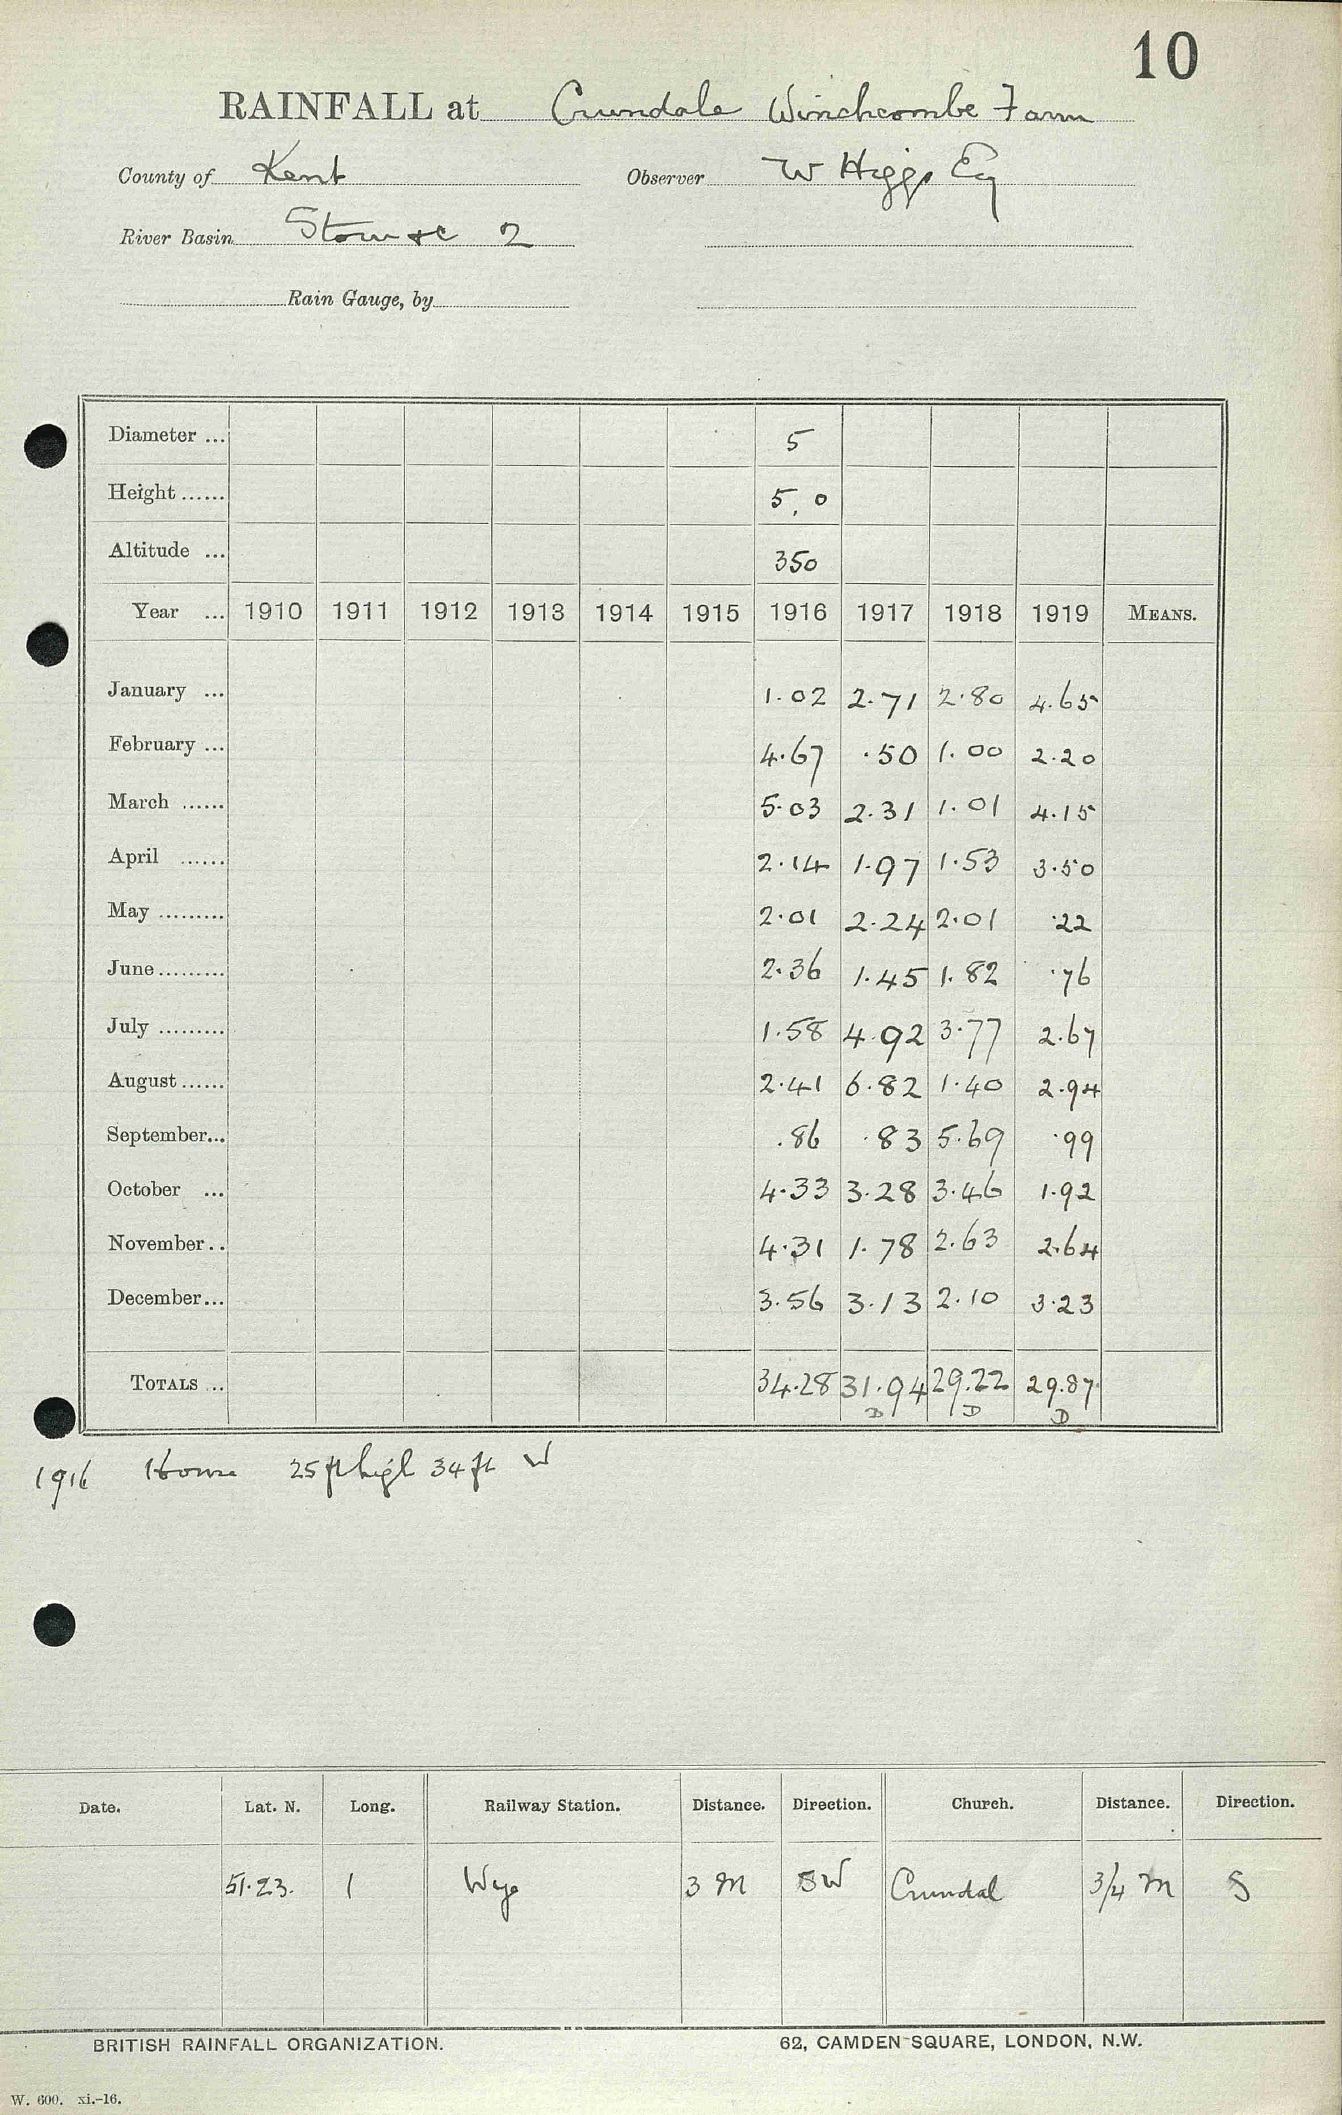 10
RAINFALL at Crundale Winchcombe Farm
County of Kent Observer W Higgs Esq
River Basin Stour &c 2
Rain Gauge, by
Diameter ... 5
Height ...... 5,0
Altitude ... 350
Year ... 1910 1911 1912 1913 1914 1915 1916 1917 1918 1919 MEANS.
January ... 1.02 2.71 2.80 4.65
February ... 4.67 .50 1.00 2.20
March ...... 5.03 2.31 1.01 4.15
April ...... 2.14 1.97 1.53 3.50
May ......... 2.01 2.24 2.01 .22
June ......... 2.36 1.45 1.82 .76
July ......... 1.58 4.92 3.77 2.67
August ...... 2.41 6.82 1.40 2.94
September... .86 .83 5.69 .99
October ... 4.33 3.28 3.46 1.92
November .. 4.31 1.78 2.63 2.64
December ... 3.56 3.13 2.10 3.23
TOTALS ... 34.28 31.94 29.22 29.87
D D D
1916 House 25 ft high 34 ft W
Date. Lat. N. Long. Railway Station. Distance. Direction. Church. Distance. Direction.
51.23. 1 Wye 3 M SW Crundal 3/4 M S
BRITISH RAINFALL ORGANIZATION. 62, CAMDEN SQUARE, LONDON, N.W.
W. 600. xi.-16.